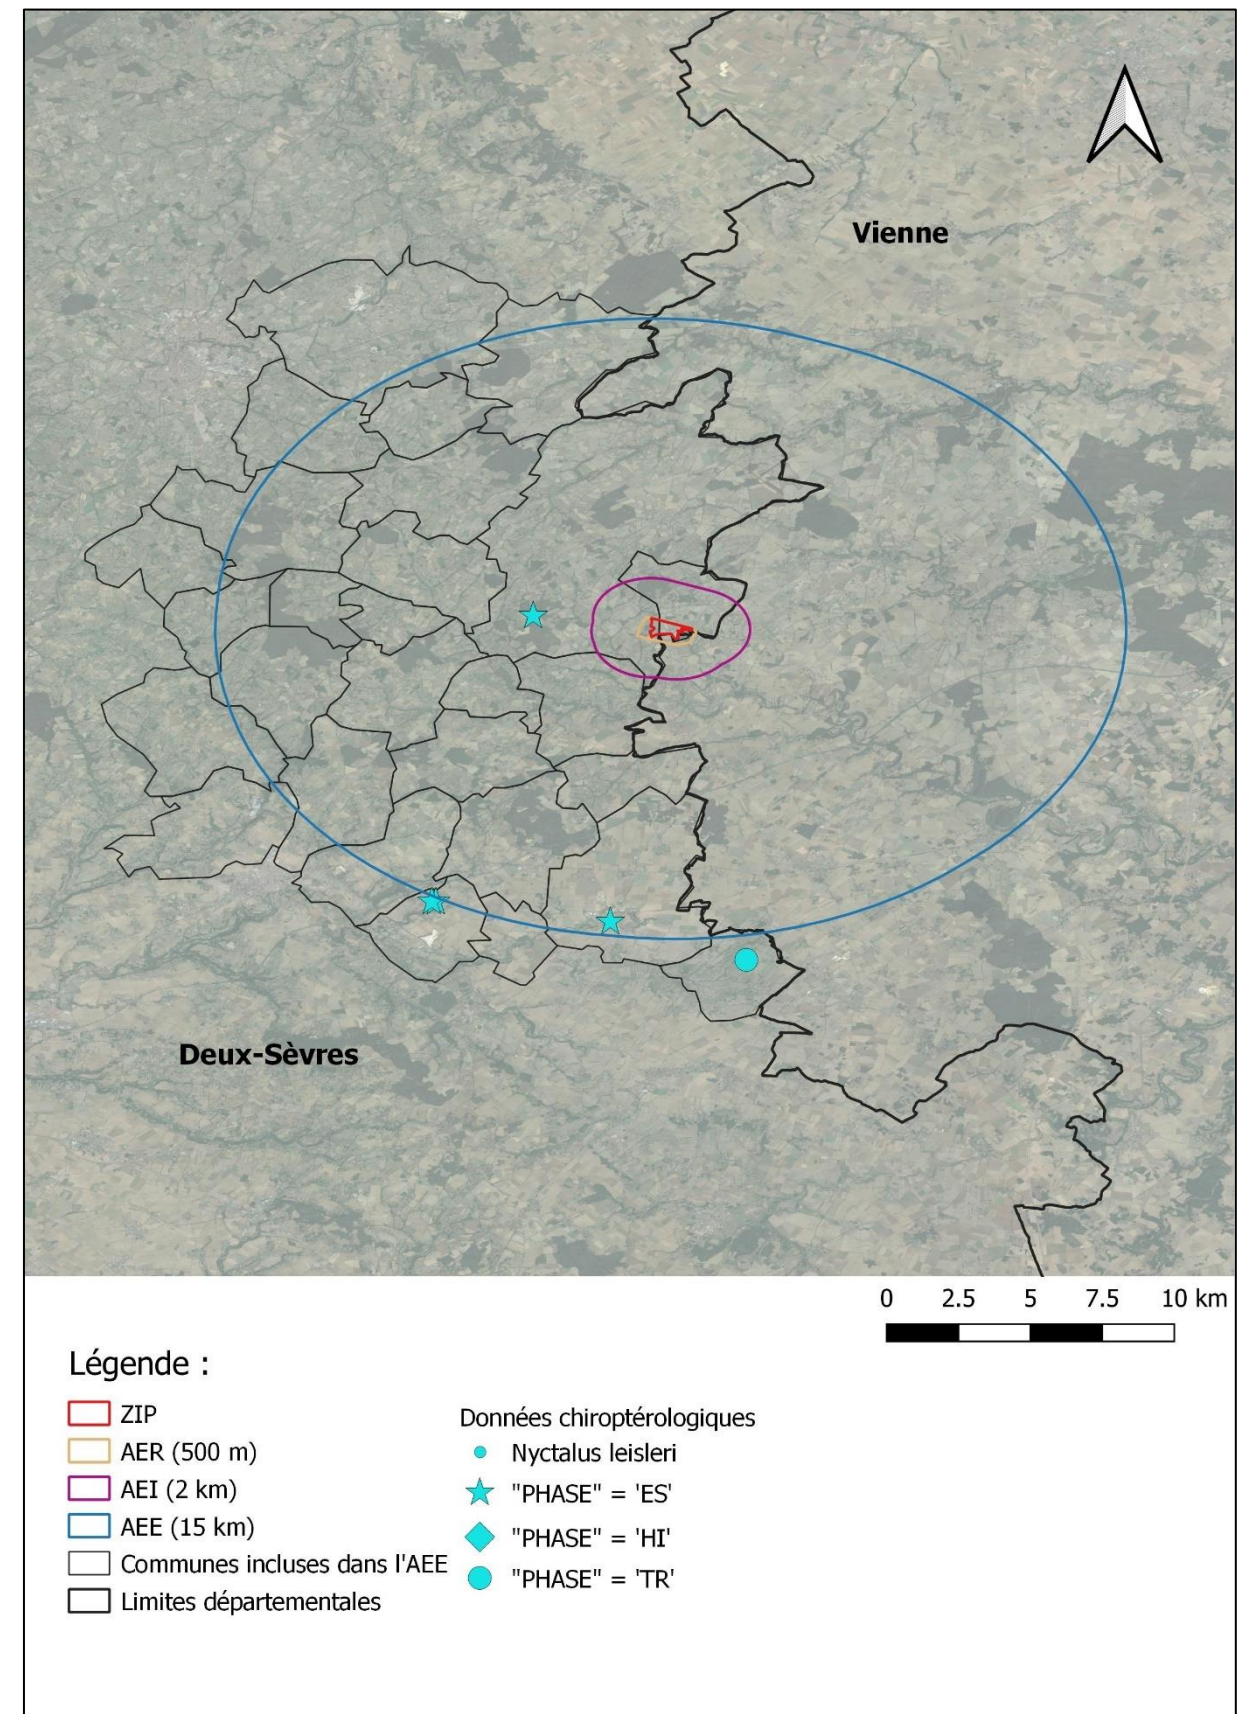 Vienne
Deux-Sèvres
0 2.5 5 7.5 10 km
Légende :
ZIP
AER (500 m)
AEI (2 km)
AEE (15 km)
Communes incluses dans l'AEE
Limites départementales
Données chiroptérologiques
Nyctalus leisleri
"PHASE" = 'ES'
"PHASE" = 'HI'
"PHASE" = 'TR'